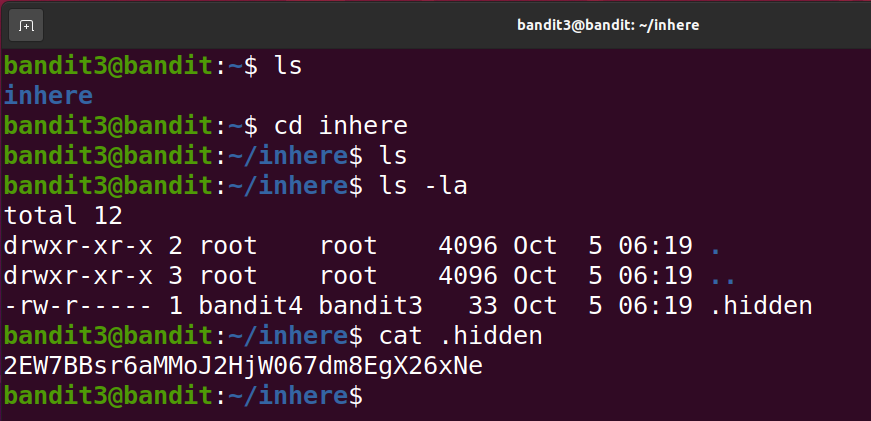 bandit3@bandit: ~/inhere
bandit3@bandit:~$ ls
inhere
bandit3@bandit:~$ cd inhere
bandit3@bandit:~/inhere$ ls
bandit3@bandit:~/inhere$ ls -la
total 12
drwxr-xr-x 2 root    root    4096 Oct  5 06:19 .
drwxr-xr-x 3 root    root    4096 Oct  5 06:19 ..
-rw-r----- 1 bandit4 bandit3   33 Oct  5 06:19 .hidden
bandit3@bandit:~/inhere$ cat .hidden
2EW7BBsr6aMMoJ2HjW067dm8EgX26xNe
bandit3@bandit:~/inhere$